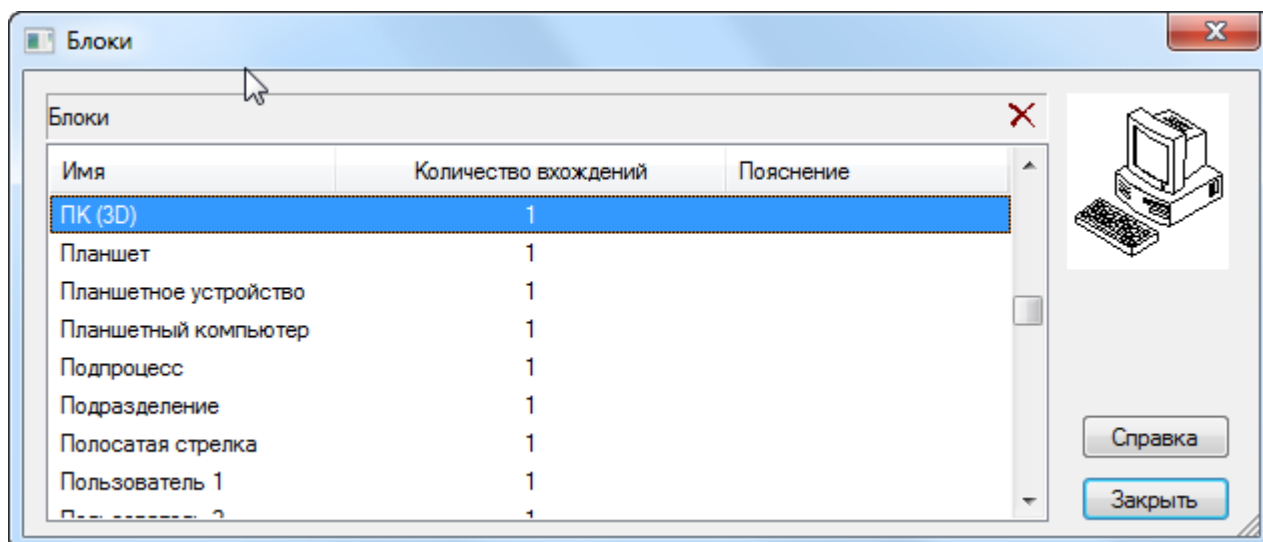 Блоки
Блоки
Имя Количество вхождений Пояснение
ПК (3D) 1
Планшет 1
Планшетное устройство 1
Планшетный компьютер 1
Подпроцесс 1
Подразделение 1
Полосатая стрелка 1
Пользователь 1 1
Справка
Закрыть